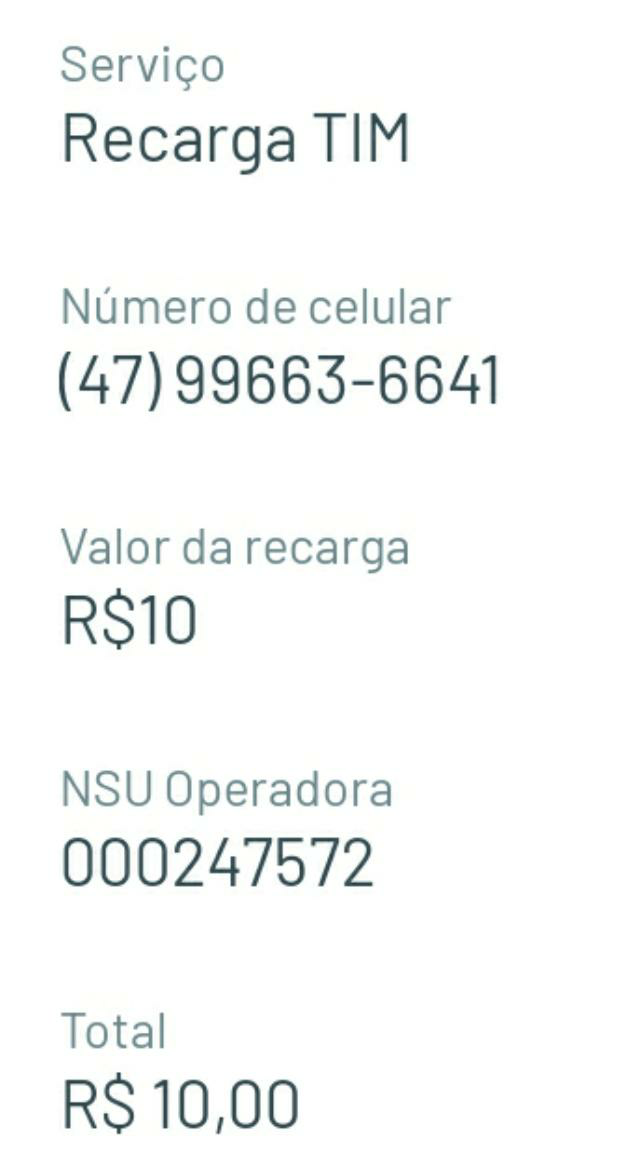 Serviço
Recarga TIM
Número de celular
(47) 99663-6641
Valor da recarga
R$10
NSU Operadora
000247572
Total
R$ 10,00